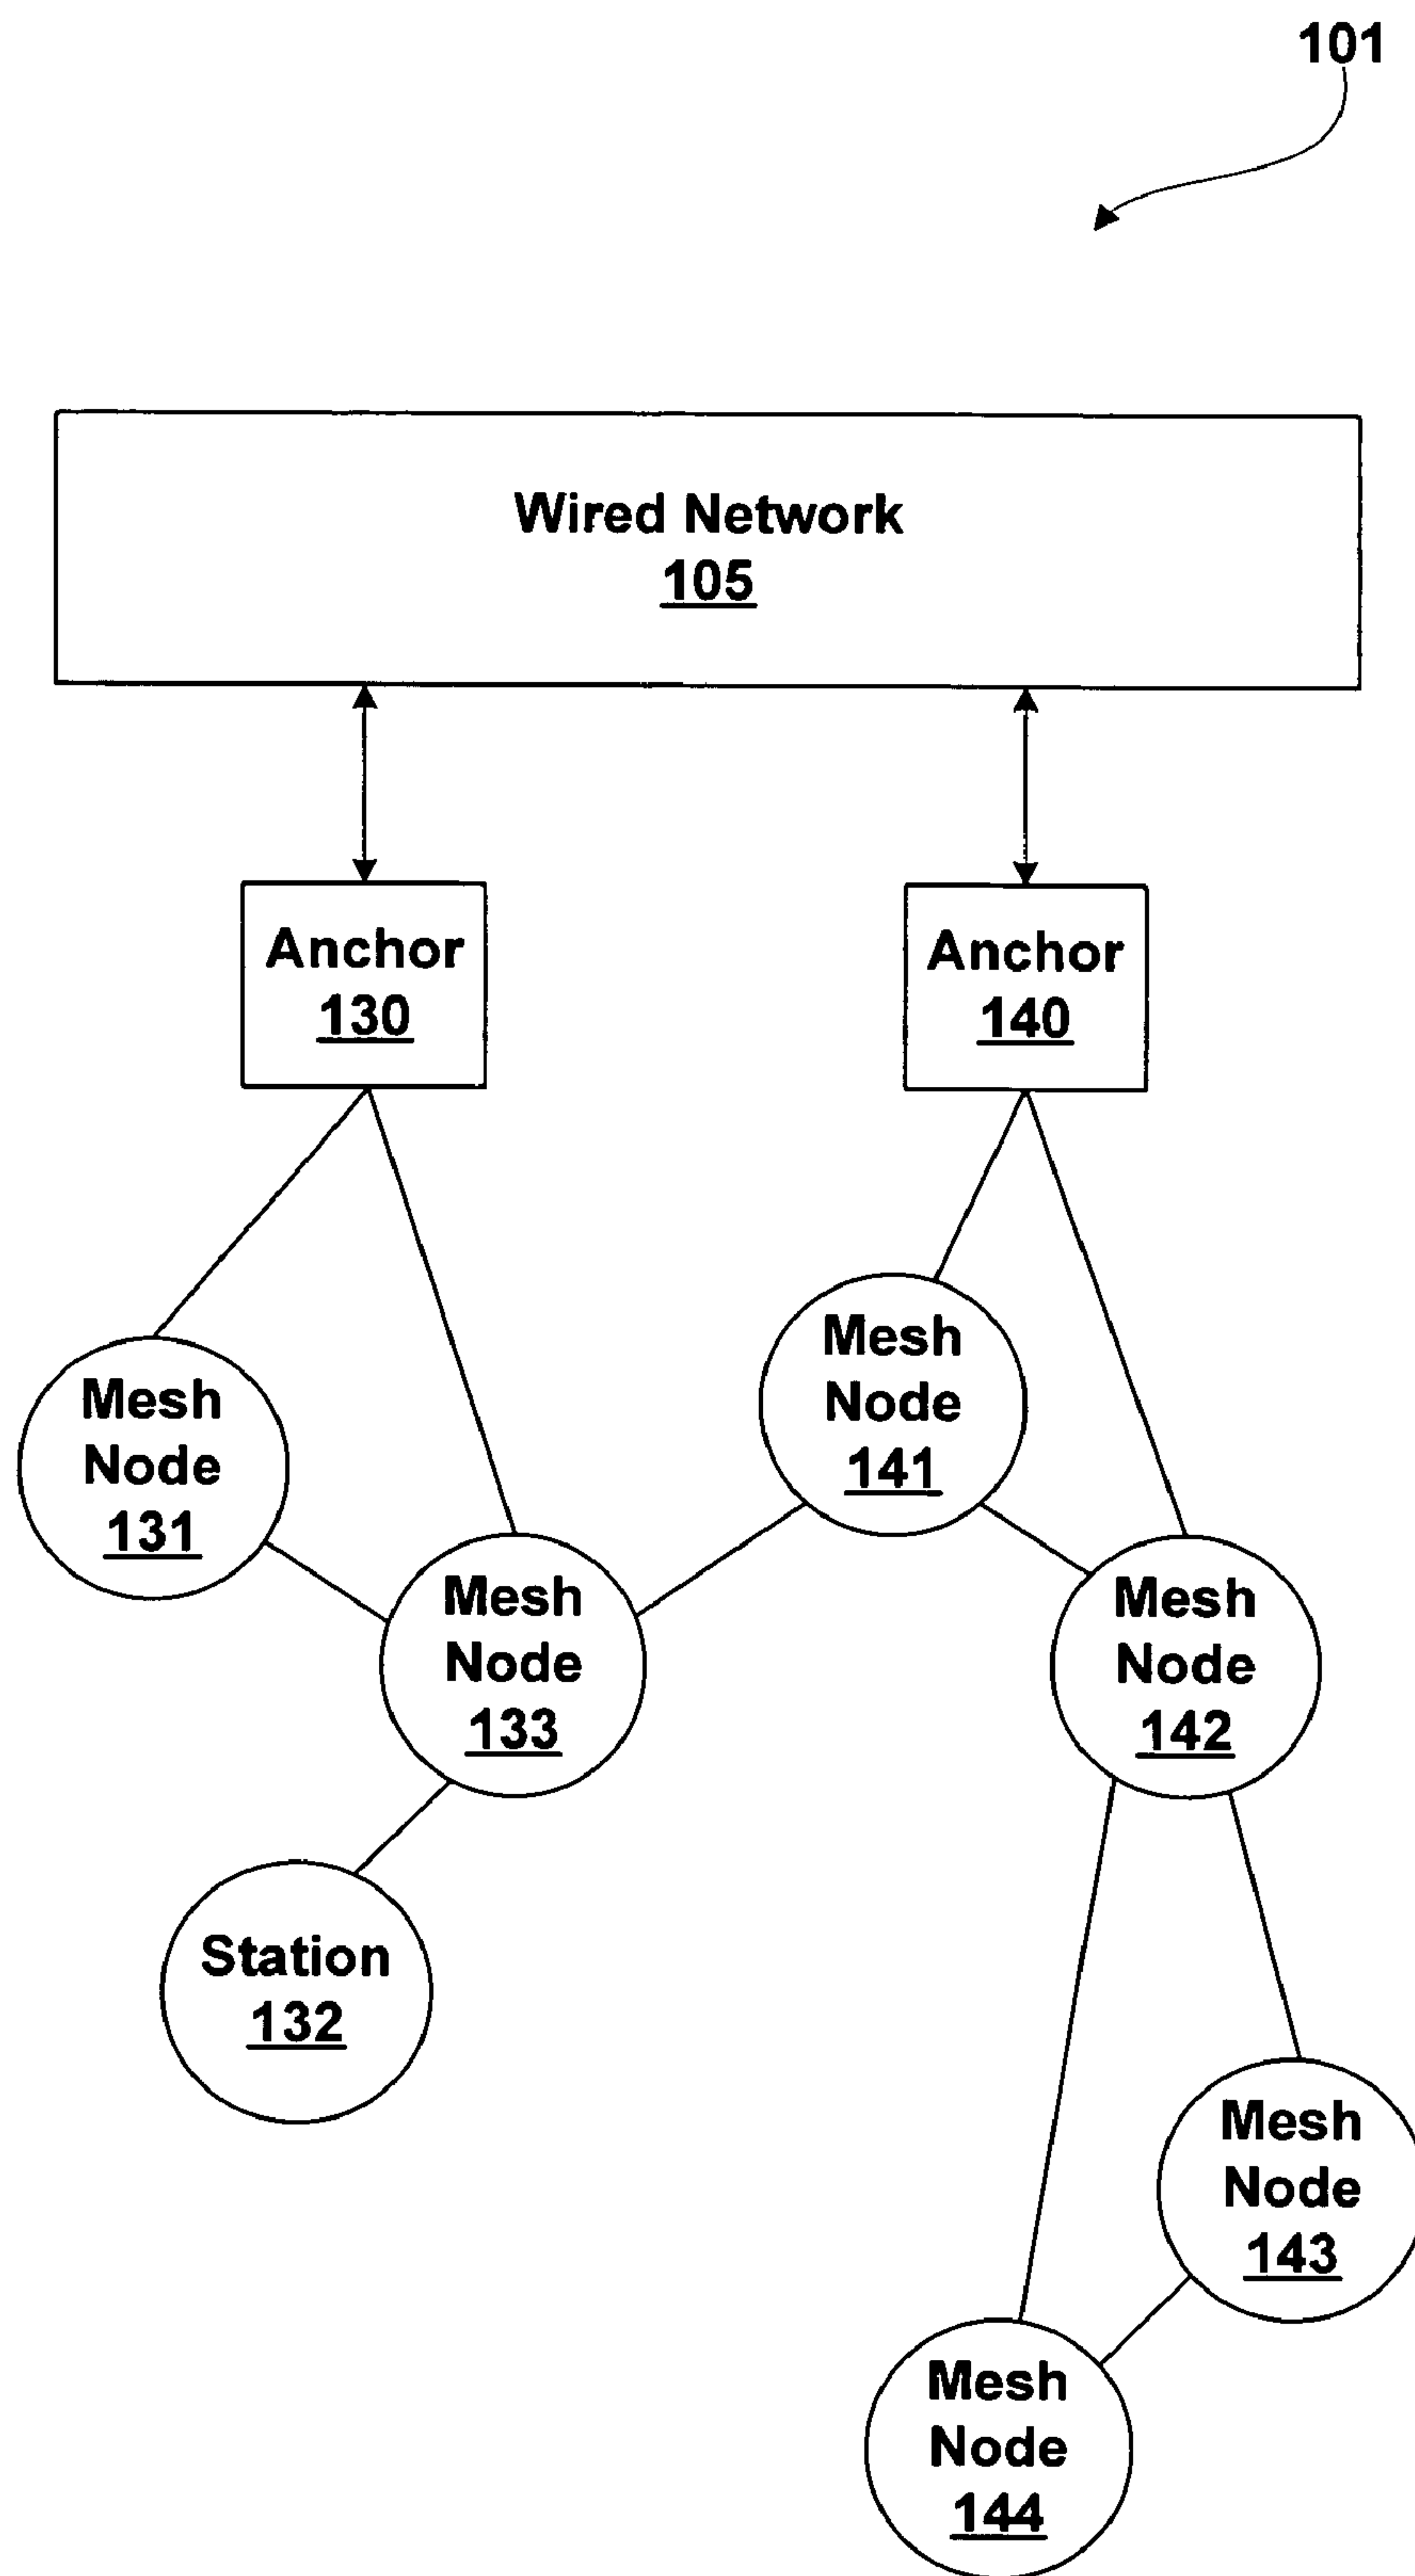 101
Wired Network
105
Anchor
130
Anchor
140
Mesh
Node
141
Mesh
Node
131
Mesh
Node
133
Mesh
Node
142
Station
132
Mesh
Node
143
Mesh
Node
144